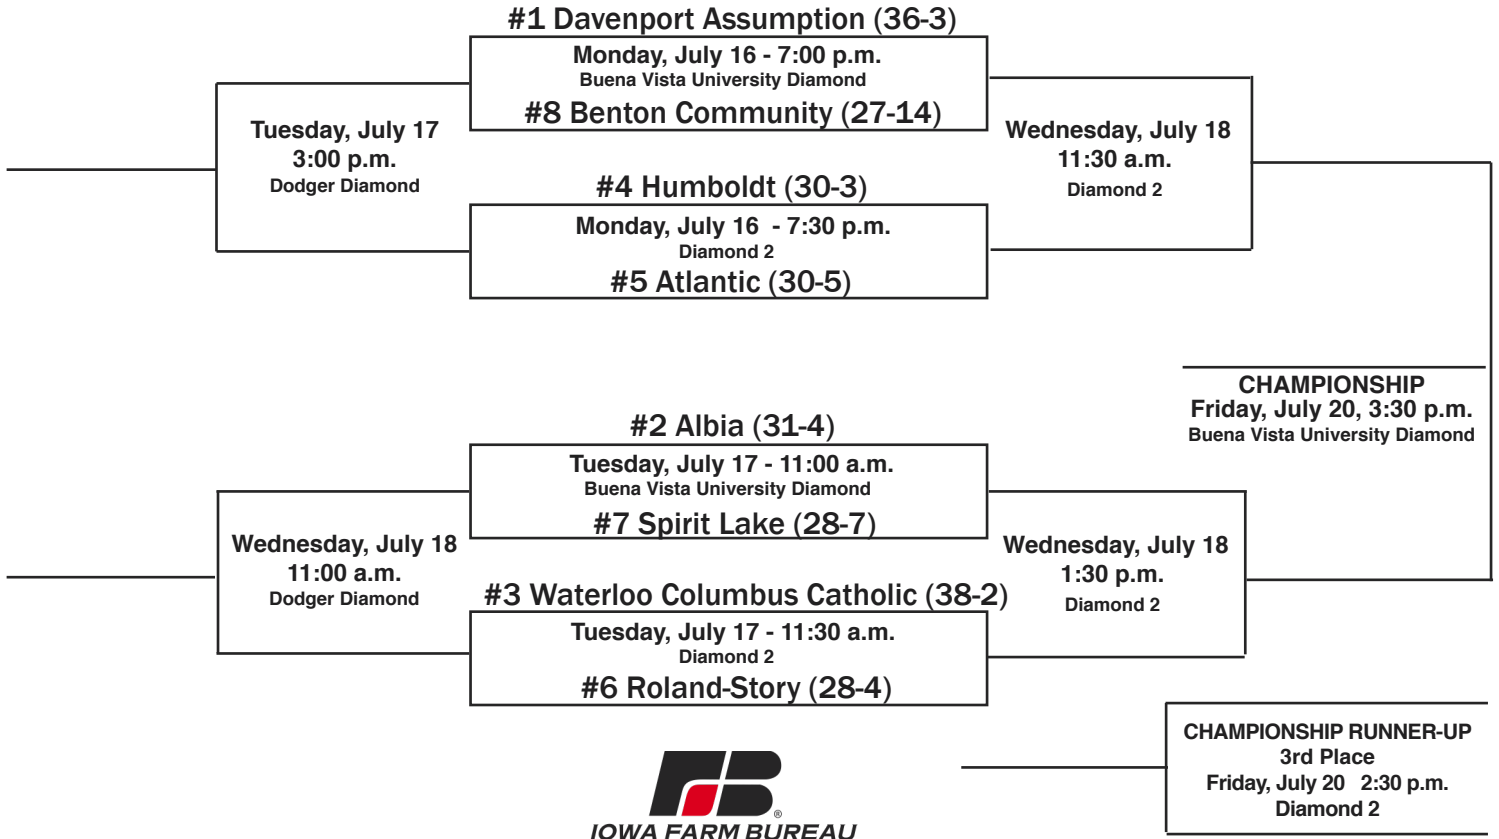 #1 Davenport Assumption (36-3)
Monday, July 16 - 7:00 p.m.
Buena Vista University Diamond
#8 Benton Community (27-14)
Tuesday, July 17
3:00 p.m.
Dodger Diamond
Wednesday, July 18
11:30 a.m.
Diamond 2
#4 Humboldt (30-3)
Monday, July 16 - 7:30 p.m.
Diamond 2
#5 Atlantic (30-5)
CHAMPIONSHIP
Friday, July 20, 3:30 p.m.
Buena Vista University Diamond
#2 Albia (31-4)
Tuesday, July 17 - 11:00 a.m.
Buena Vista University Diamond
#7 Spirit Lake (28-7)
Wednesday, July 18
11:00 a.m.
Dodger Diamond
Wednesday, July 18
1:30 p.m.
Diamond 2
#3 Waterloo Columbus Catholic (38-2)
Tuesday, July 17 - 11:30 a.m.
Diamond 2
#6 Roland-Story (28-4)
CHAMPIONSHIP RUNNER-UP
3rd Place
Friday, July 20 2:30 p.m.
Diamond 2
FB®
IOWA FARM BUREAU